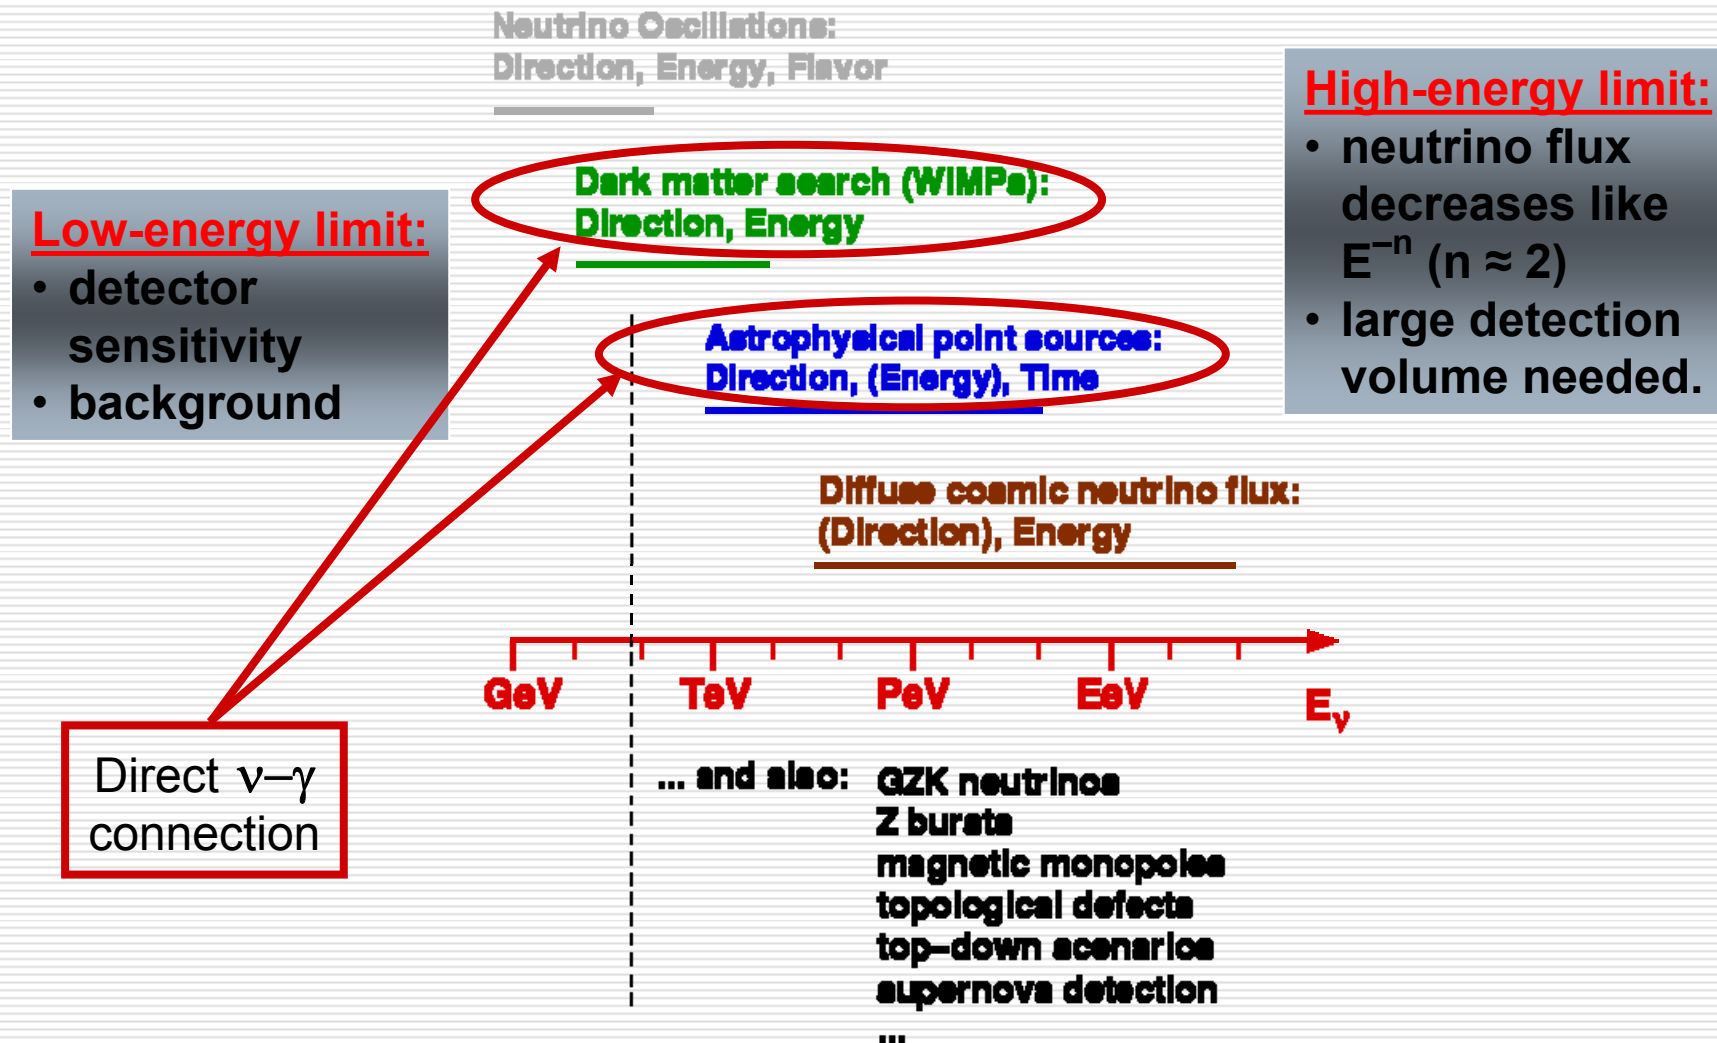 Neutrino Oscillations:
Direction, Energy, Flavor
High-energy limit:
• neutrino flux
decreases like
E⁻ⁿ (n ≈ 2)
• large detection
volume needed.
Dark matter search (WIMPs):
Direction, Energy
Low-energy limit:
• detector
sensitivity
• background
Astrophysical point sources:
Direction, (Energy), Time
Diffuse cosmic neutrino flux:
(Direction), Energy
GeV TeV PeV EeV Eᵥ
Direct ν–γ
connection
... and also: GZK neutrinos
Z bursts
magnetic monopoles
topological defects
top–down scenarios
supernova detection
...